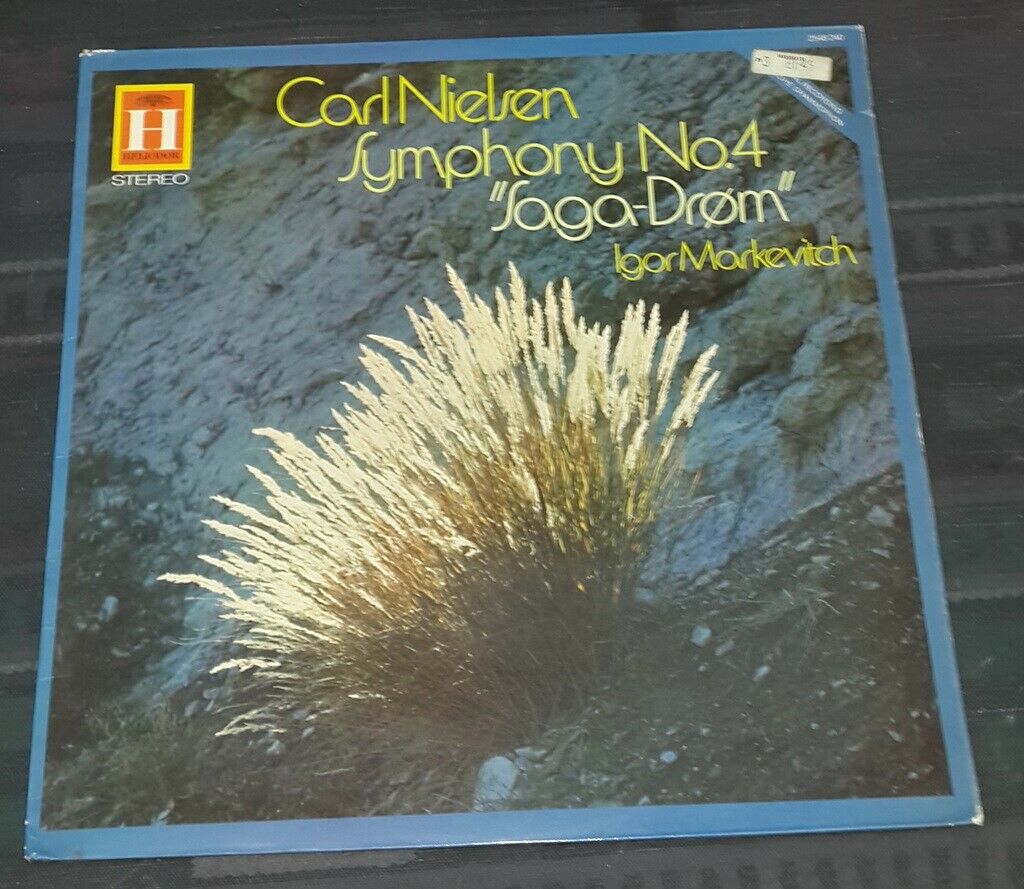 H
HELIODOR
STEREO
Carl Nielsen
Symphony No.4
"Saga-Drøm"
Igor Markevitch